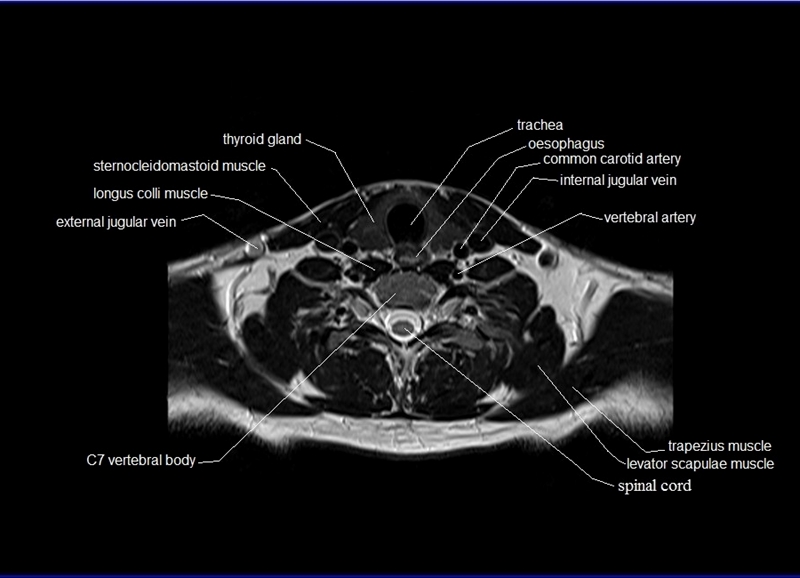 trachea
thyroid gland
oesophagus
common carotid artery
sternocleidomastoid muscle
internal jugular vein
longus colli muscle
vertebral artery
external jugular vein
trapezius muscle
C7 vertebral body
levator scapulae muscle
spinal cord